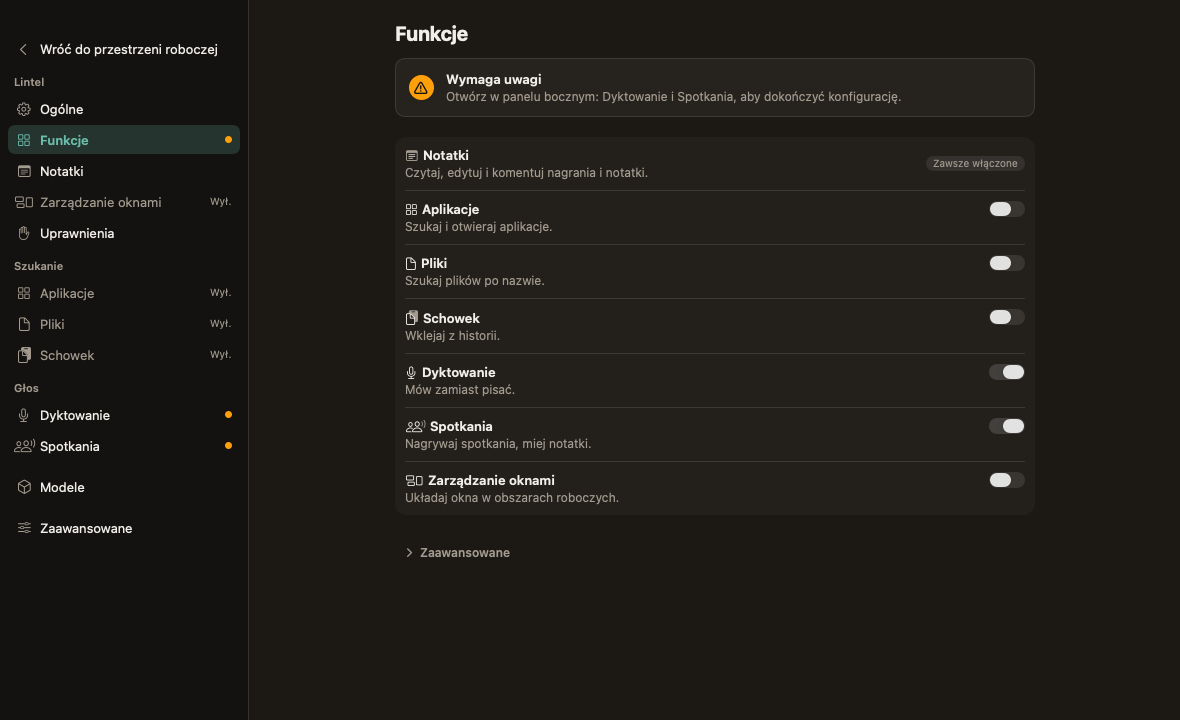 Wróć do przestrzeni roboczej
Lintel
Ogólne
Funkcje
Notatki
Zarządzanie oknami Wył.
Uprawnienia
Szukanie
Aplikacje Wył.
Pliki Wył.
Schowek Wył.
Głos
Dyktowanie
Spotkania
Modele
Zaawansowane
Funkcje
Wymaga uwagi
Otwórz w panelu bocznym: Dyktowanie i Spotkania, aby dokończyć konfigurację.
Notatki
Czytaj, edytuj i komentuj nagrania i notatki.
Zawsze włączone
Aplikacje
Szukaj i otwieraj aplikacje.
Pliki
Szukaj plików po nazwie.
Schowek
Wklejaj z historii.
Dyktowanie
Mów zamiast pisać.
Spotkania
Nagrywaj spotkania, miej notatki.
Zarządzanie oknami
Układaj okna w obszarach roboczych.
Zaawansowane